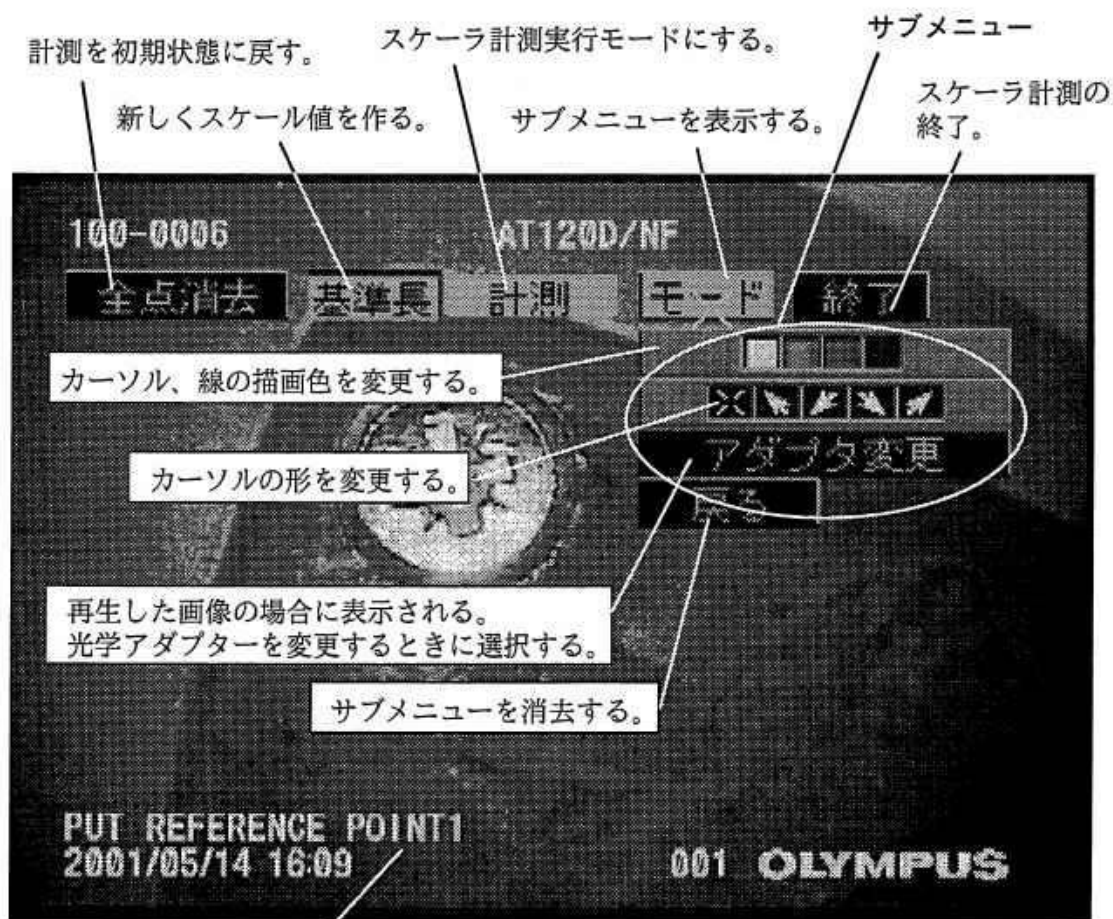 計測を初期状態に戻す。
スケーラ計測実行モードにする。
サブメニュー
新しくスケール値を作る。
サブメニューを表示する。
スケーラ計測の
終了。
100-0006
AT120D/NF
全点消去
基準長
計測
モード
終了
カーソル、線の描画色を変更する。
カーソルの形を変更する。
アダプタ変更
戻る
再生した画像の場合に表示される。
光学アダプターを変更するときに選択する。
サブメニューを消去する。
PUT REFERENCE POINT1
2001/05/14 16:09
001 OLYMPUS